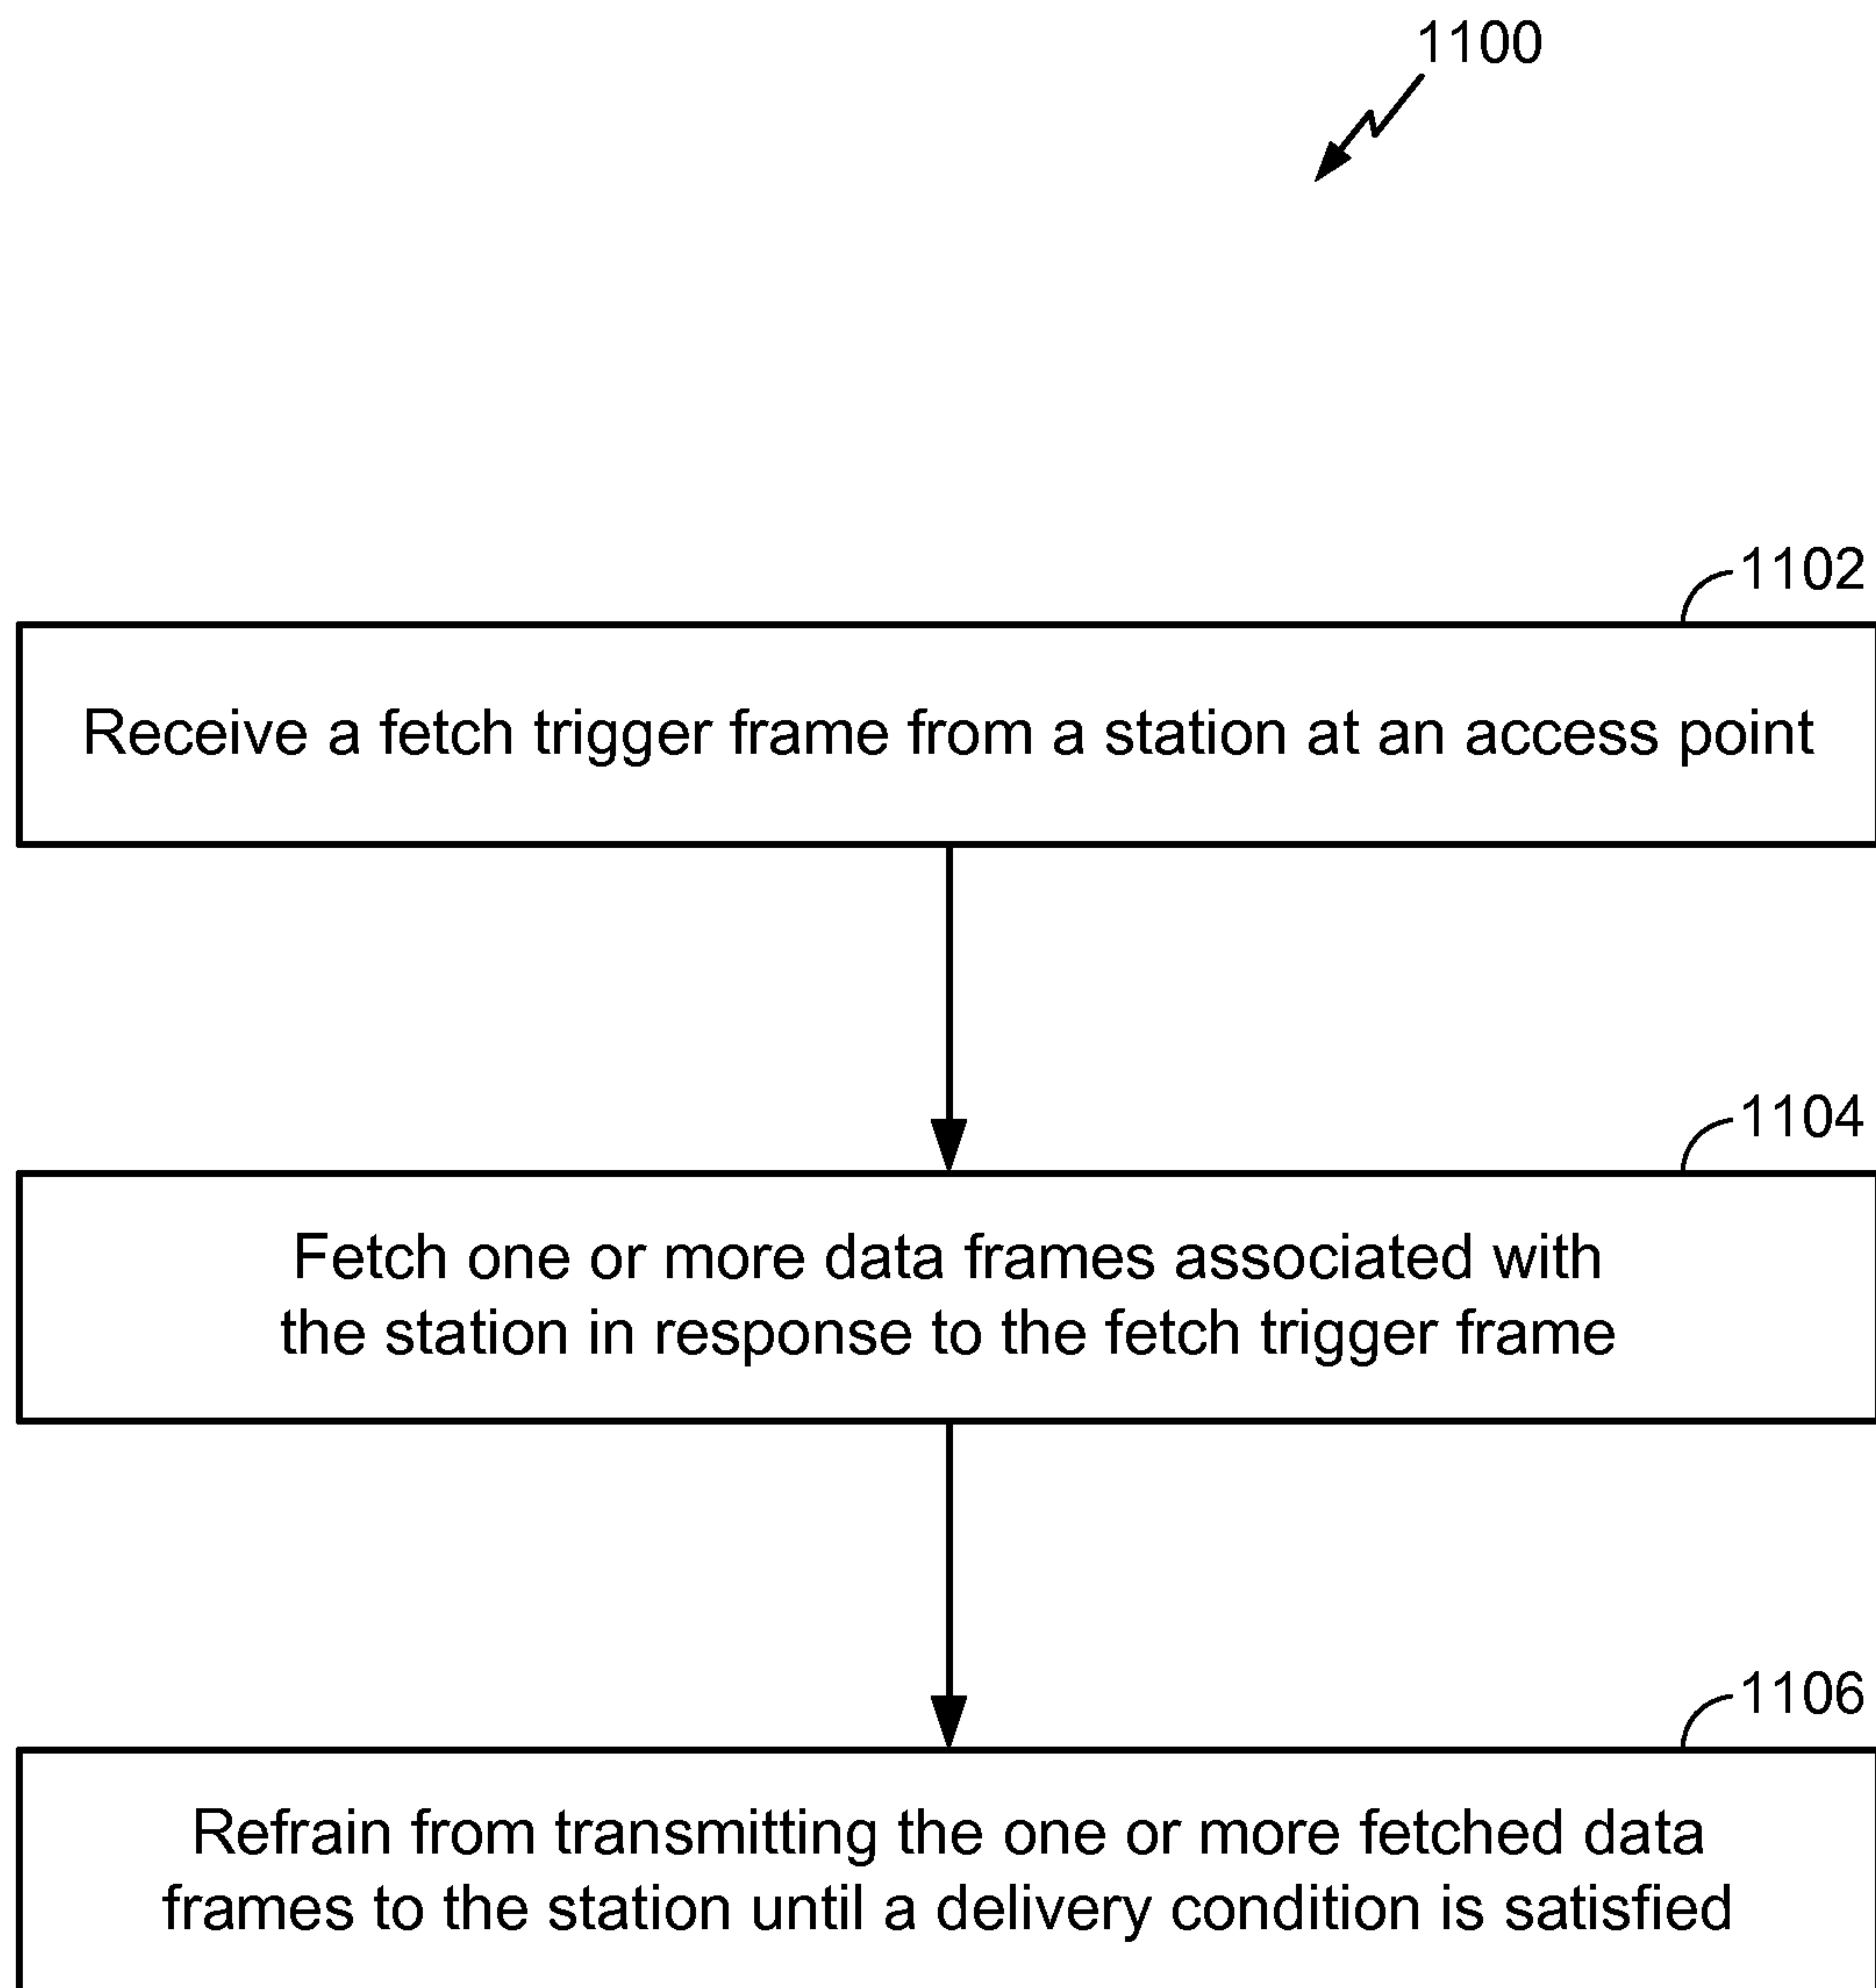 1100
1102
Receive a fetch trigger frame from a station at an access point
1104
Fetch one or more data frames associated with
the station in response to the fetch trigger frame
1106
Refrain from transmitting the one or more fetched data
frames to the station until a delivery condition is satisfied